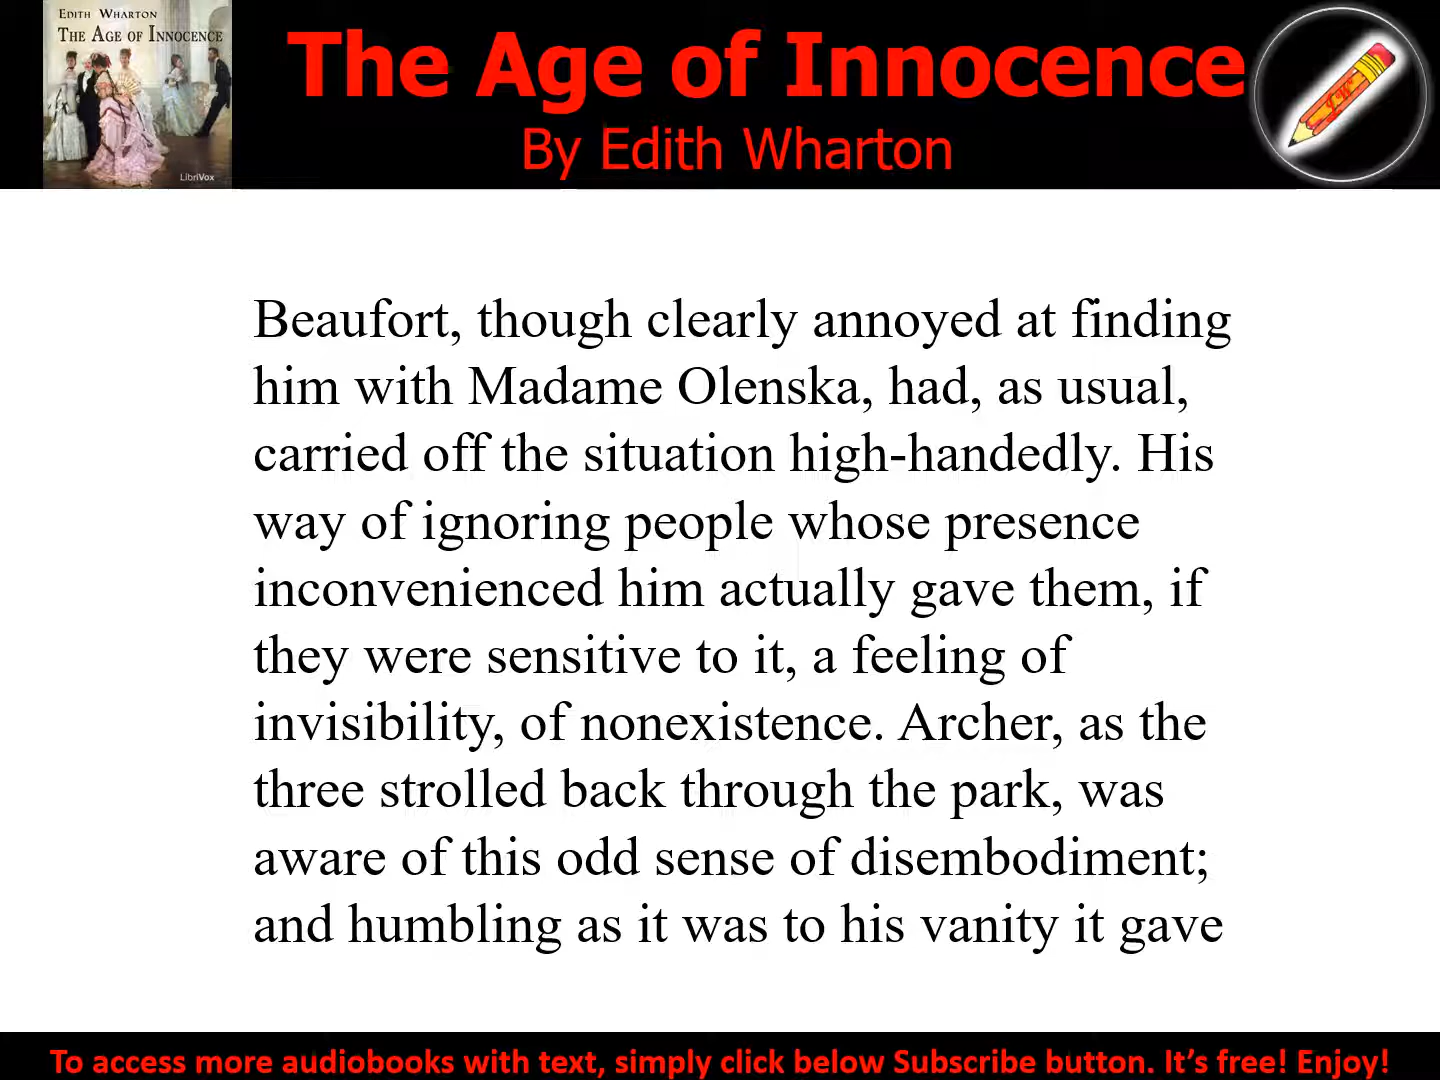 EDITH WHARTON
THE AGE OF INNOCENCE
LibriVox
The Age of Innocence
By Edith Wharton
Beaufort, though clearly annoyed at finding
him with Madame Olenska, had, as usual,
carried off the situation high-handedly. His
way of ignoring people whose presence
inconvenienced him actually gave them, if
they were sensitive to it, a feeling of
invisibility, of nonexistence. Archer, as the
three strolled back through the park, was
aware of this odd sense of disembodiment;
and humbling as it was to his vanity it gave
To access more audiobooks with text, simply click below Subscribe button. It’s free! Enjoy!